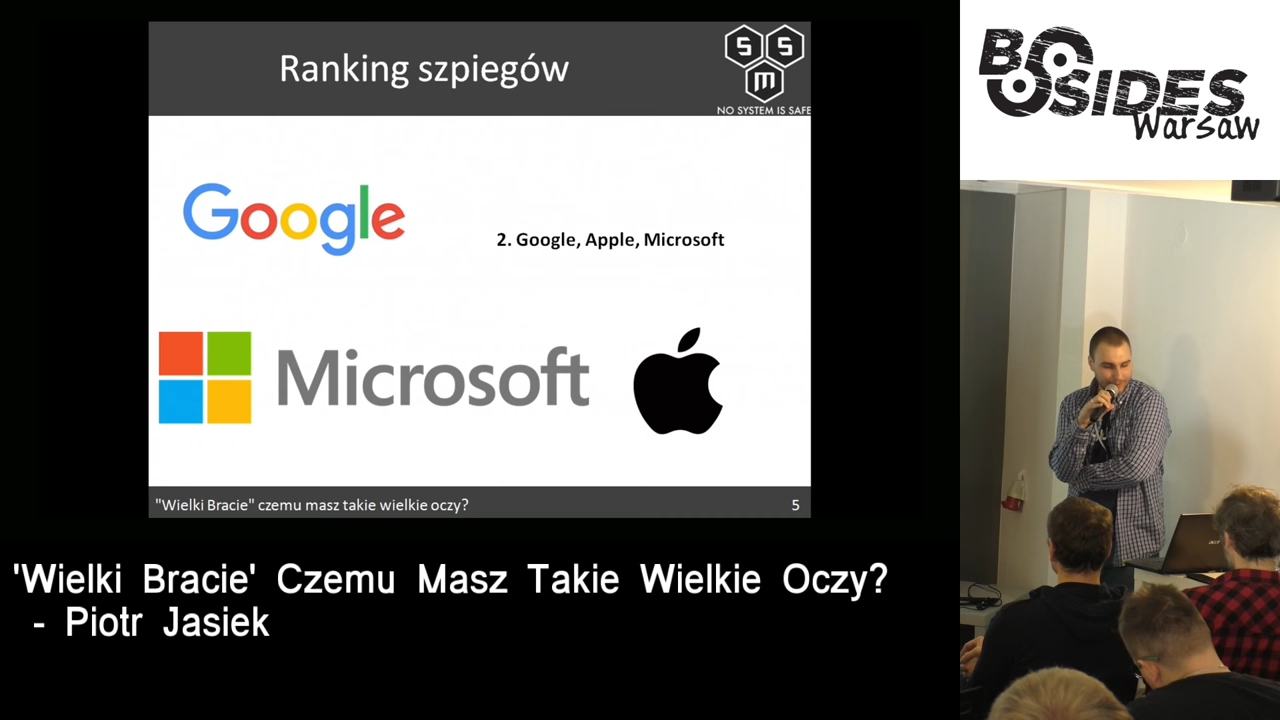 Ranking szpiegów
S S
m
NO SYSTEM IS SAFE
Google
2. Google, Apple, Microsoft
Microsoft
"Wielki Bracie" czemu masz takie wielkie oczy?
5
BSIDES
Warsaw
acer
'Wielki Bracie' Czemu Masz Takie Wielkie Oczy?
- Piotr Jasiek